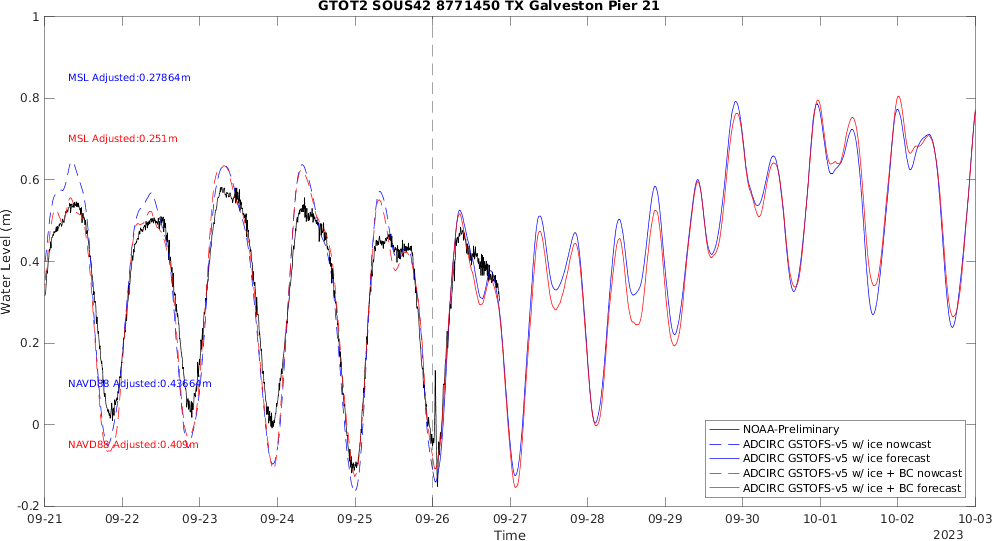 GTOT2 SOUS42 8771450 TX Galveston Pier 21
1
0.8
0.6
0.4
0.2
0
-0.2
Water Level (m)
MSL Adjusted:0.27864m
MSL Adjusted:0.251m
NAVD88 Adjusted:0.43664m
NAVD88 Adjusted:0.409m
NOAA-Preliminary
ADCIRC GSTOFS-v5 w/ ice nowcast
ADCIRC GSTOFS-v5 w/ ice forecast
ADCIRC GSTOFS-v5 w/ice + BC nowcast
ADCIRC GSTOFS-v5 w/ice + BC forecast
09-21 09-22 09-23 09-24 09-25 09-26 09-27 09-28 09-29 09-30 10-01 10-02 10-03
Time
2023